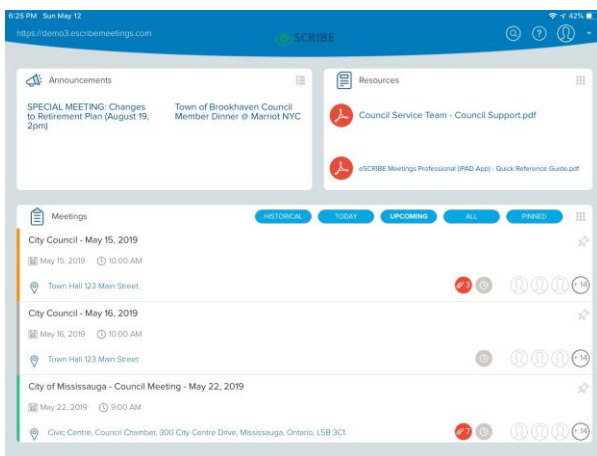 6:25 PM Sun May 12
42%
https://demo3.escribemeetings.com
eSCRIBE
Announcements
SPECIAL MEETING: Changes
to Retirement Plan (August 19,
2pm)
Town of Brookhaven Council
Member Dinner @ Marriot NYC
Resources
Council Service Team - Council Support.pdf
eSCRIBE Meetings Professional (iPAD App) - Quick Reference Guide.pdf
Meetings
HISTORICAL
TODAY
UPCOMING
ALL
PINNED
City Council - May 15, 2019
May 15, 2019 10:00 AM
Town Hall 123 Main Street
3
+ 14
City Council - May 16, 2019
May 16, 2019 10:00 AM
Town Hall 123 Main Street
+ 14
City of Mississauga - Council Meeting - May 22, 2019
May 22, 2019 9:00 AM
Civic Centre, Council Chamber, 300 City Centre Drive, Mississauga, Ontario, L5B 3C1
7
+ 14